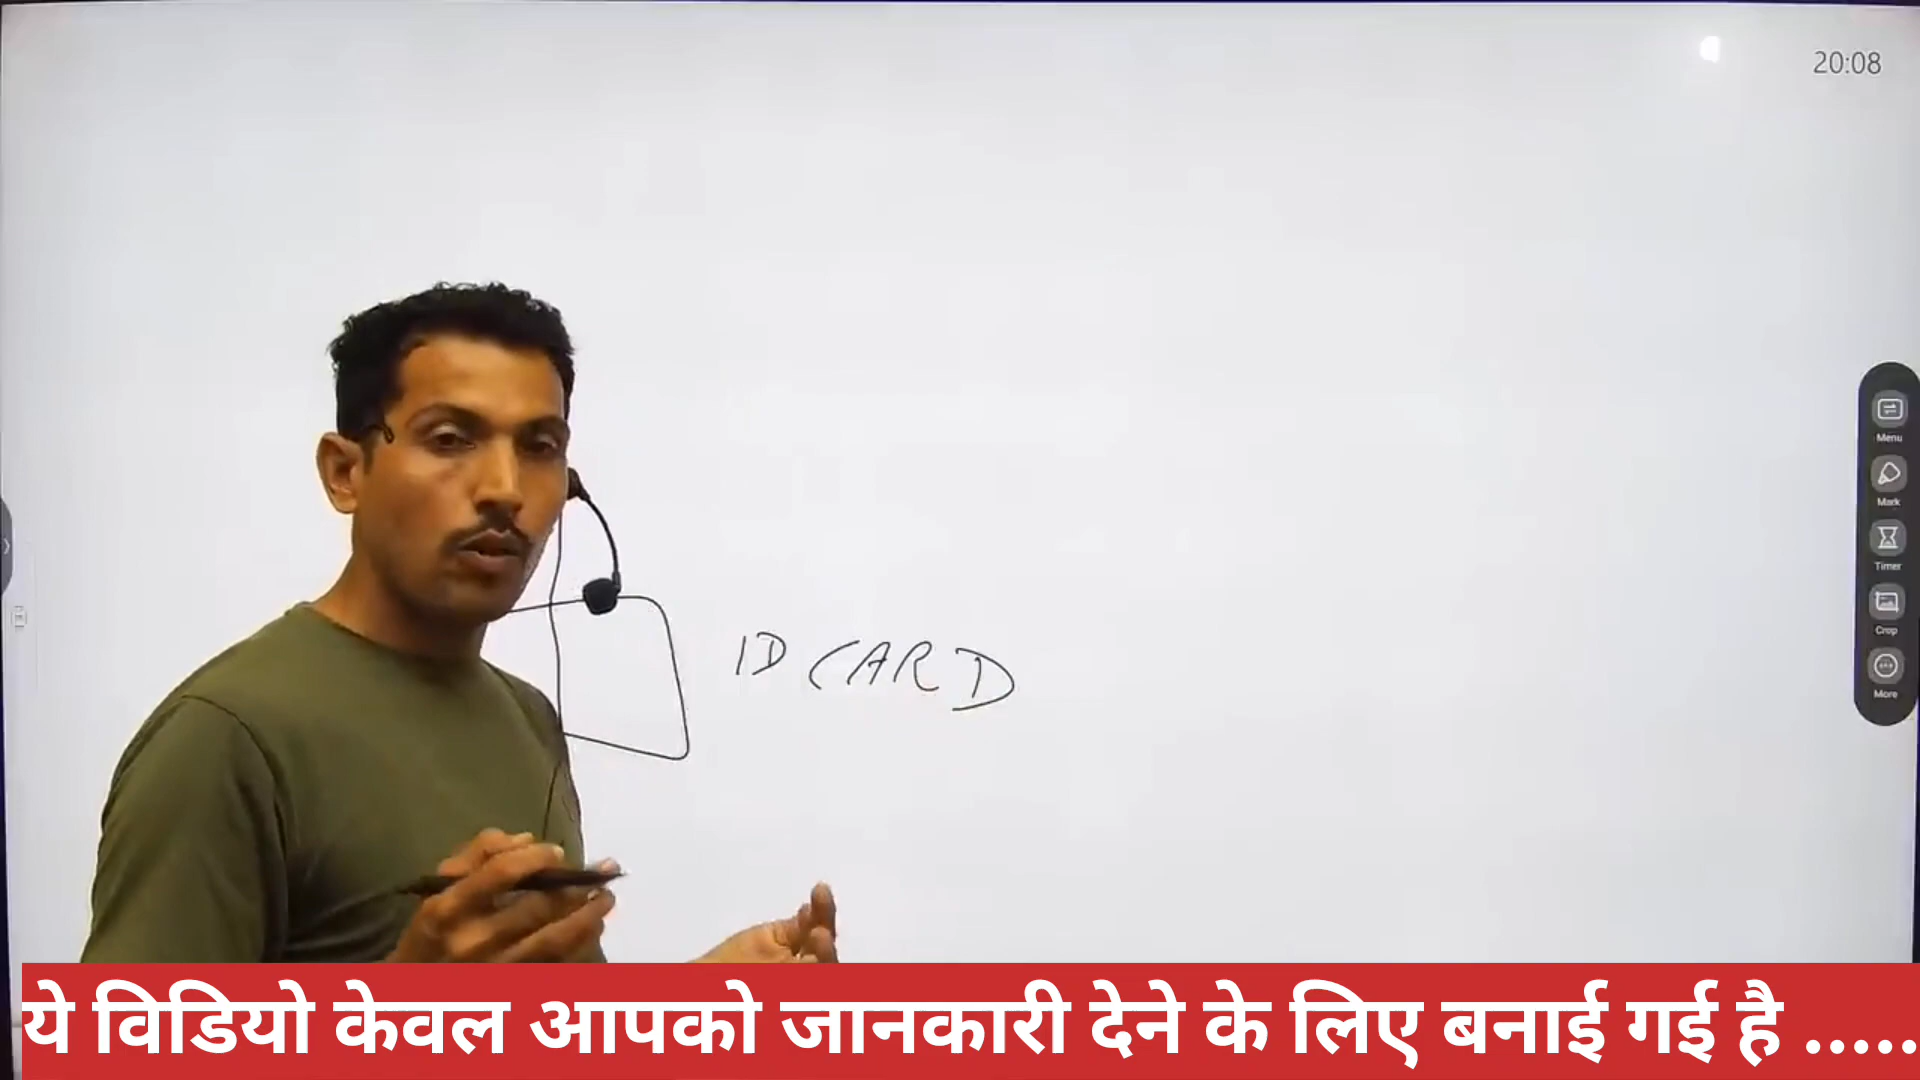 20:08
Menu
Mark
Timer
ID CARD
Crop
More
ये विडियो केवल आपको जानकारी देने के लिए बनाई गई है .....